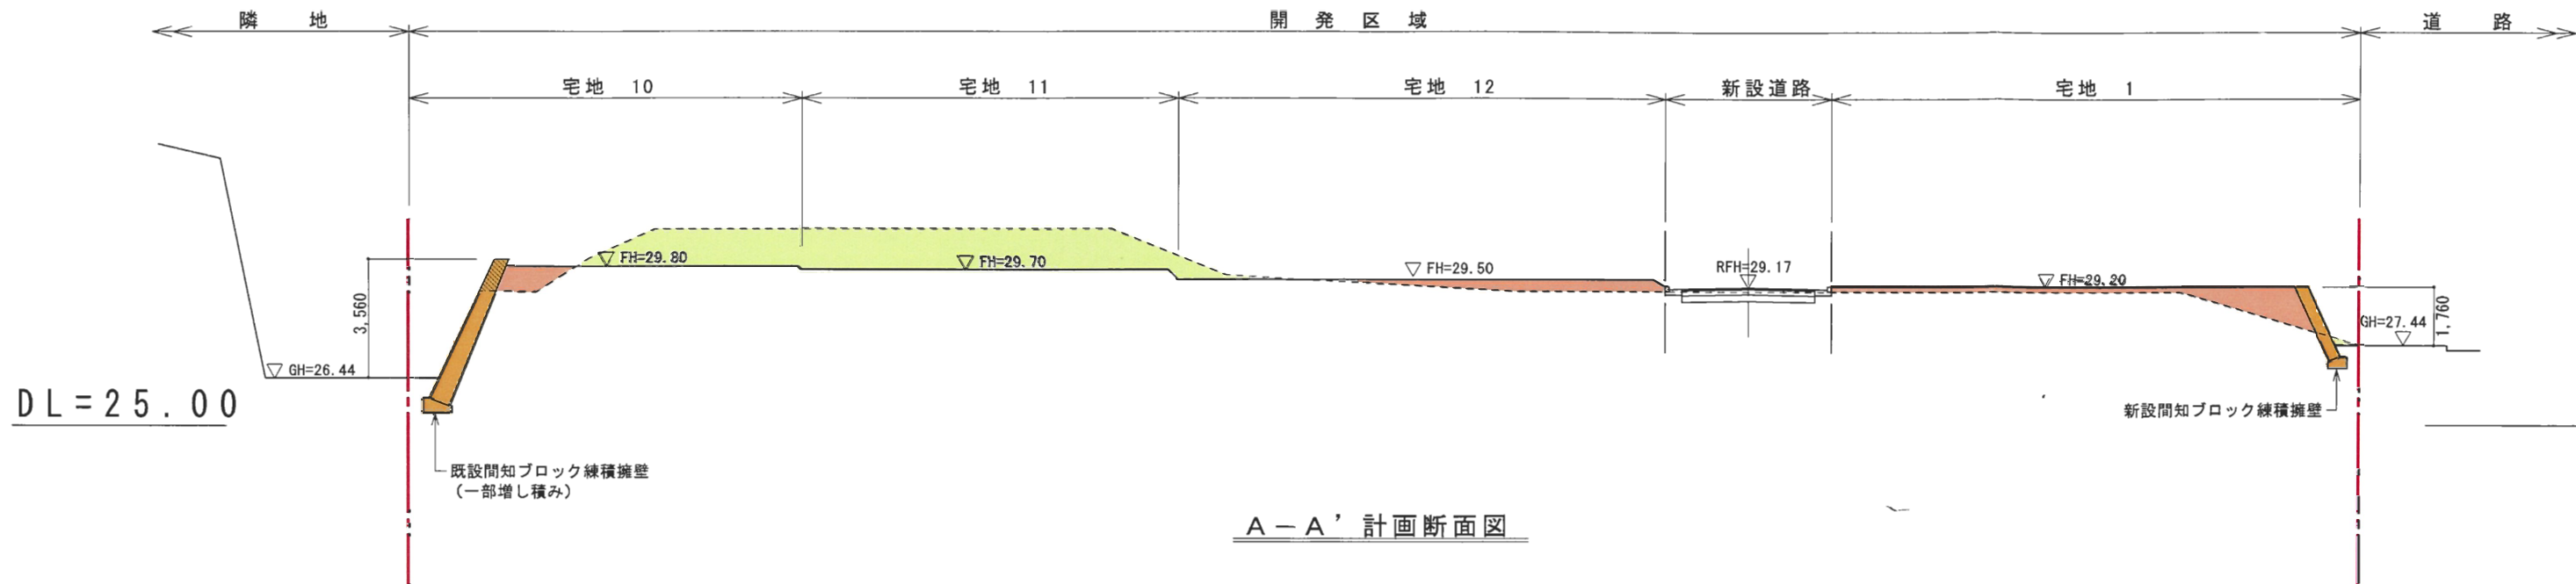 隣　地
開　発　区　域
道　路
宅地　10
宅地　11
宅地　12
新設道路
宅地　1
FH=29.80
FH=29.70
FH=29.50
RFH=29.17
FH=29.20
3,560
GH=26.44
GH=27.44
1,760
DL=25.00
新設間知ブロック練積擁壁
既設間知ブロック練積擁壁
（一部増し積み）
A－A’計画断面図